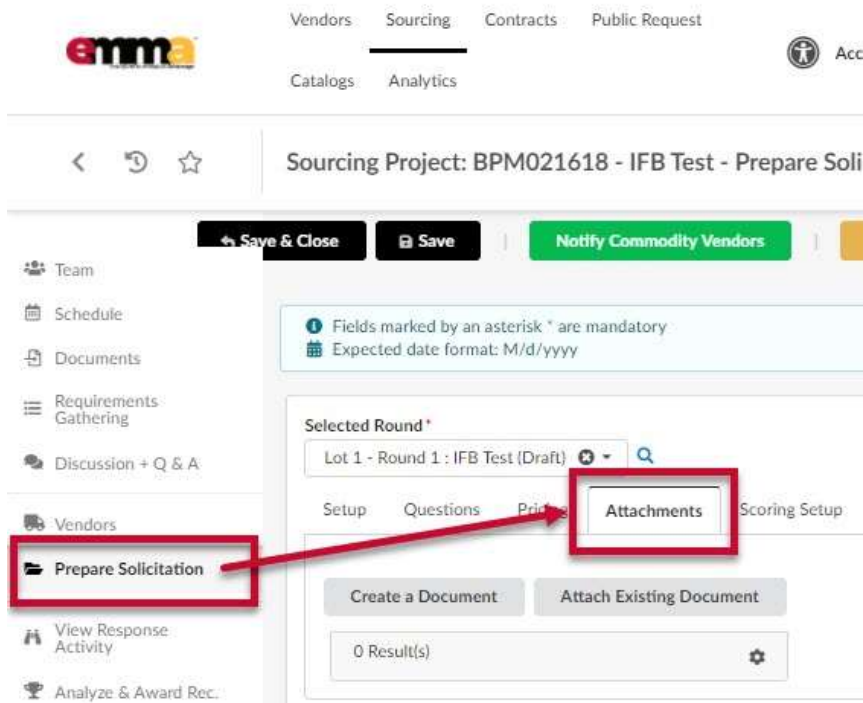 Vendors Sourcing Contracts Public Request
emma
Acc
Catalogs Analytics
Sourcing Project: BPM021618 - IFB Test - Prepare Soli
Save & Close Save Notify Commodity Vendors
Team
Schedule
Documents
Requirements
Gathering
Discussion + Q & A
Vendors
Prepare Solicitation
View Response
Activity
Analyze & Award Rec.
Fields marked by an asterisk * are mandatory
Expected date format: M/d/yyyy
Selected Round *
Lot 1 - Round 1 : IFB Test (Draft)
Setup Questions Pricing Attachments Scoring Setup
Create a Document Attach Existing Document
0 Result(s)